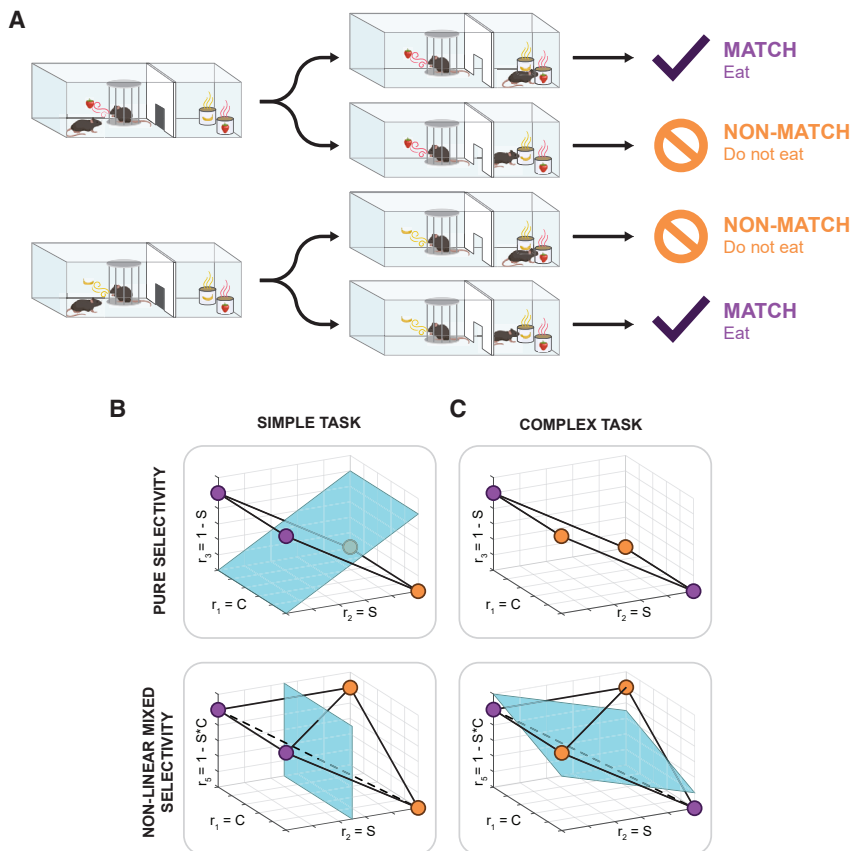 A
MATCH
Eat
NON-MATCH
Do not eat
NON-MATCH
Do not eat
MATCH
Eat
B
C
SIMPLE TASK
COMPLEX TASK
PURE SELECTIVITY
r₃ = 1 - S
r₁ = C
r₂ = S
r₃ = 1 - S
r₁ = C
r₂ = S
NON-LINEAR MIXED
SELECTIVITY
r₅ = 1 - S*C
r₁ = C
r₂ = S
r₅ = 1 - S*C
r₁ = C
r₂ = S